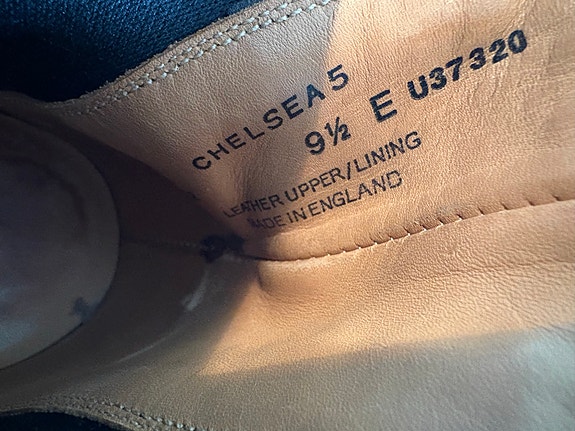 CHELSEA 5
9½ E U37320
LEATHER UPPER/LINING
MADE IN ENGLAND